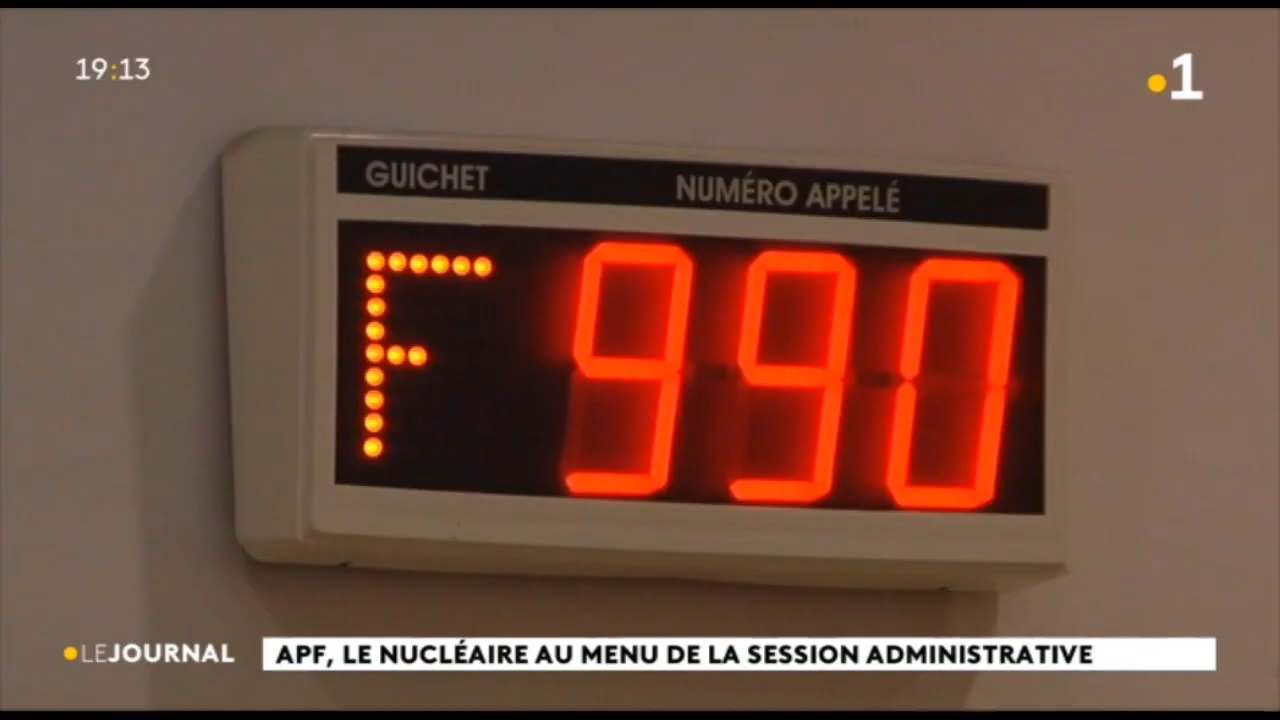 19:13
1
GUICHET NUMÉRO APPELÉ
F 990
LEJOURNAL APF, LE NUCLÉAIRE AU MENU DE LA SESSION ADMINISTRATIVE